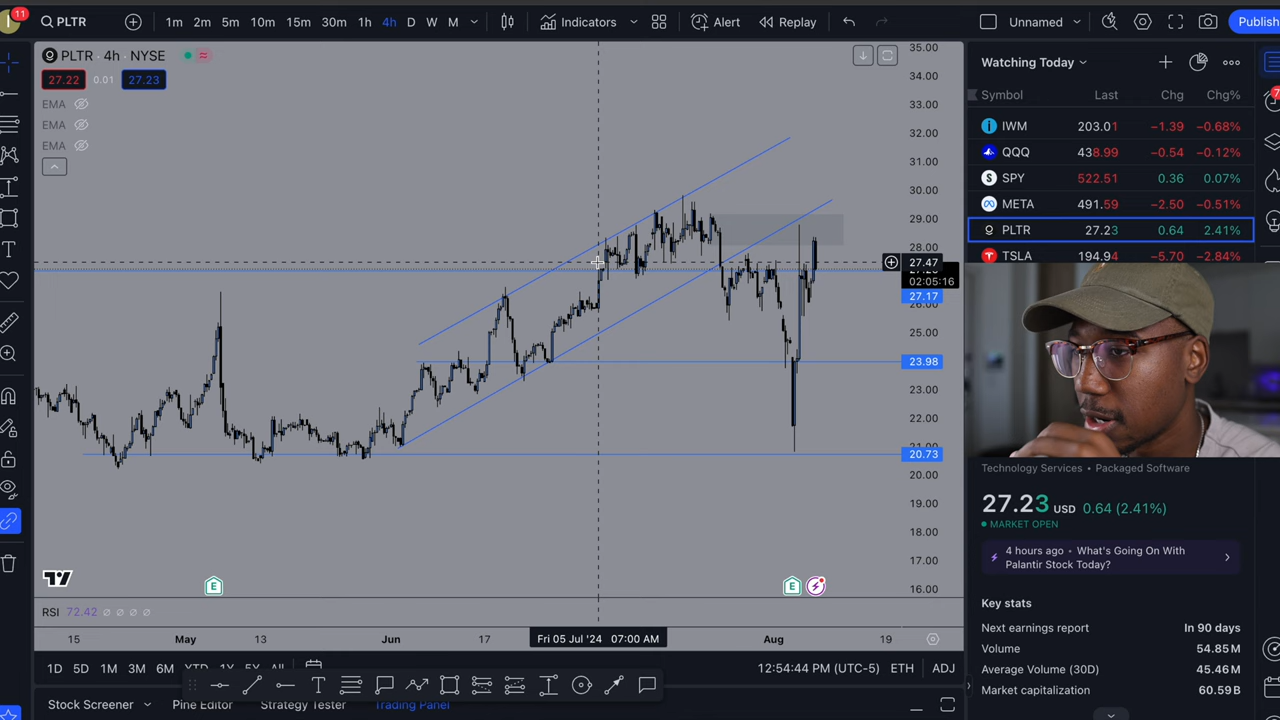 11
PLTR
1m 2m 5m 10m 15m 30m 1h 4h D W M
Indicators
Alert
Replay
Unnamed
Publish
PLTR · 4h · NYSE
27.22 0.01 27.23
EMA
EMA
EMA
35.00
34.00
33.00
32.00
31.00
30.00
29.00
28.00
27.47
02:05:16
27.17
25.00
23.98
23.00
22.00
20.73
20.00
19.00
18.00
17.00
16.00
E
E
RSI 72.42
15 May 13 Jun 17 Fri 05 Jul '24 07:00 AM Aug 19
1D 5D 1M 3M 6M YTD 1Y 5Y All
12:54:44 PM (UTC-5) ETH ADJ
Stock Screener
Pine Editor
Strategy Tester
Trading Panel
Watching Today
Symbol Last Chg Chg%
IWM 203.01 −1.39 −0.68%
QQQ 438.99 −0.54 −0.12%
SPY 522.51 0.36 0.07%
META 491.59 −2.50 −0.51%
PLTR 27.23 0.64 2.41%
TSLA 194.94 −5.70 −2.84%
Technology Services • Packaged Software
27.23 USD 0.64 (2.41%)
MARKET OPEN
4 hours ago • What's Going On With
Palantir Stock Today?
Key stats
Next earnings report In 90 days
Volume 54.85M
Average Volume (30D) 45.46M
Market capitalization 60.59B